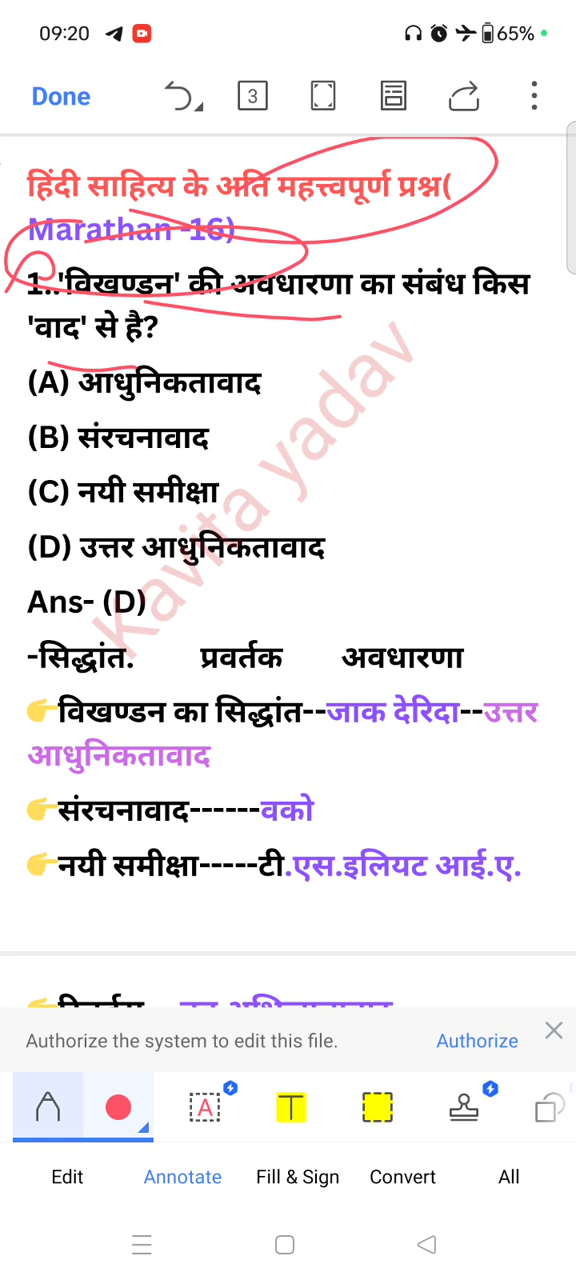 09:20
65%
Done
3
हिंदी साहित्य के अति महत्त्वपूर्ण प्रश्न(
Marathan -16)
1..'विखण्डन' की अवधारणा का संबंध किस
'वाद' से है?
(A) आधुनिकतावाद
(B) संरचनावाद
(C) नयी समीक्षा
(D) उत्तर आधुनिकतावाद
Ans- (D)
-सिद्धांत. प्रवर्तक अवधारणा
👉विखण्डन का सिद्धांत--जाक देरिदा--उत्तर
आधुनिकतावाद
👉संरचनावाद------वको
👉नयी समीक्षा-----टी.एस.इलियट आई.ए.
Kavita yadav
Authorize the system to edit this file.
Authorize
A
T
Edit
Annotate
Fill & Sign
Convert
All